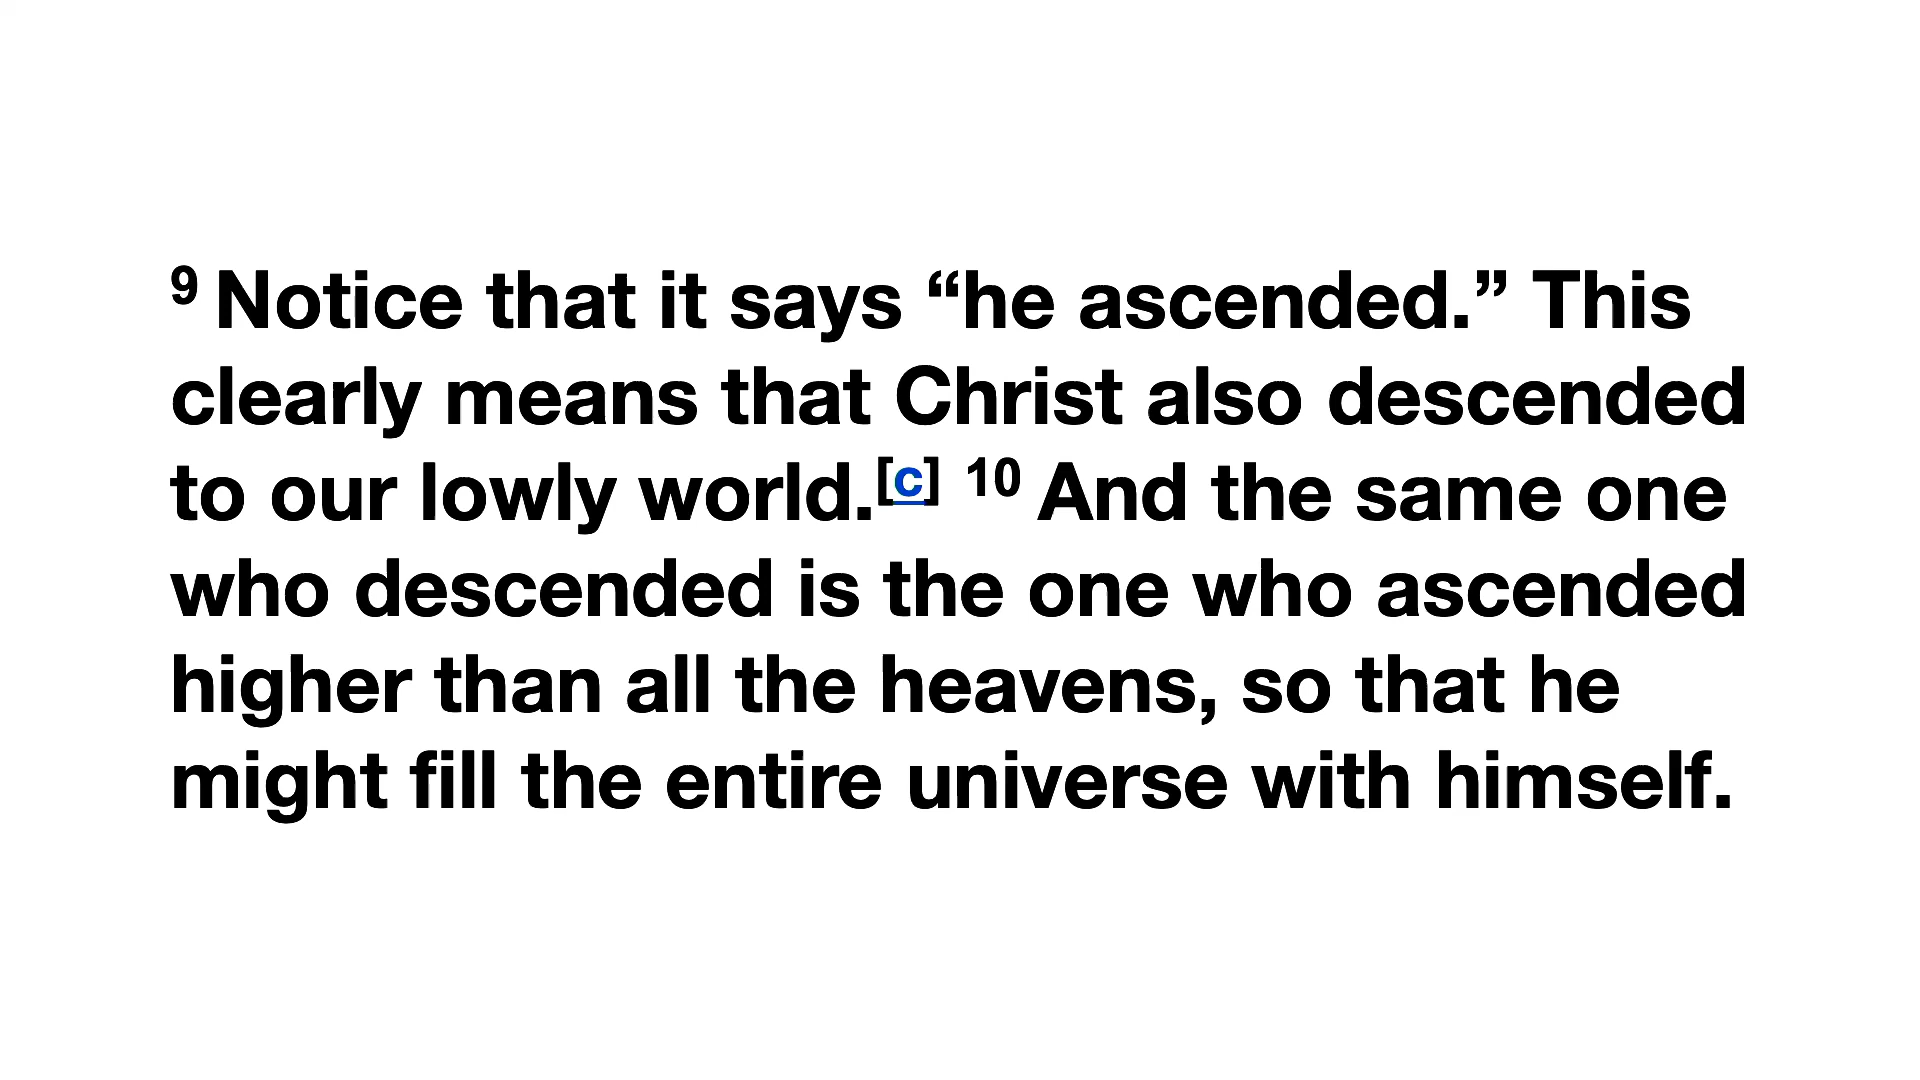 9 Notice that it says “he ascended.” This
clearly means that Christ also descended
to our lowly world.[c] 10 And the same one
who descended is the one who ascended
higher than all the heavens, so that he
might fill the entire universe with himself.